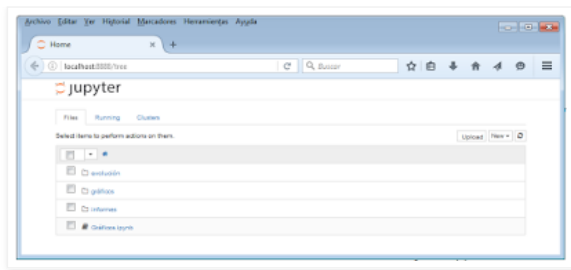 Archivo Editar Ver Historial Marcadores Herramientas Ayuda
Home × +
localhost:8888/tree Buscar
jupyter
Files Running Clusters
Select items to perform actions on them.
Upload New
evolución
gráficos
informes
Gráficos.ipynb